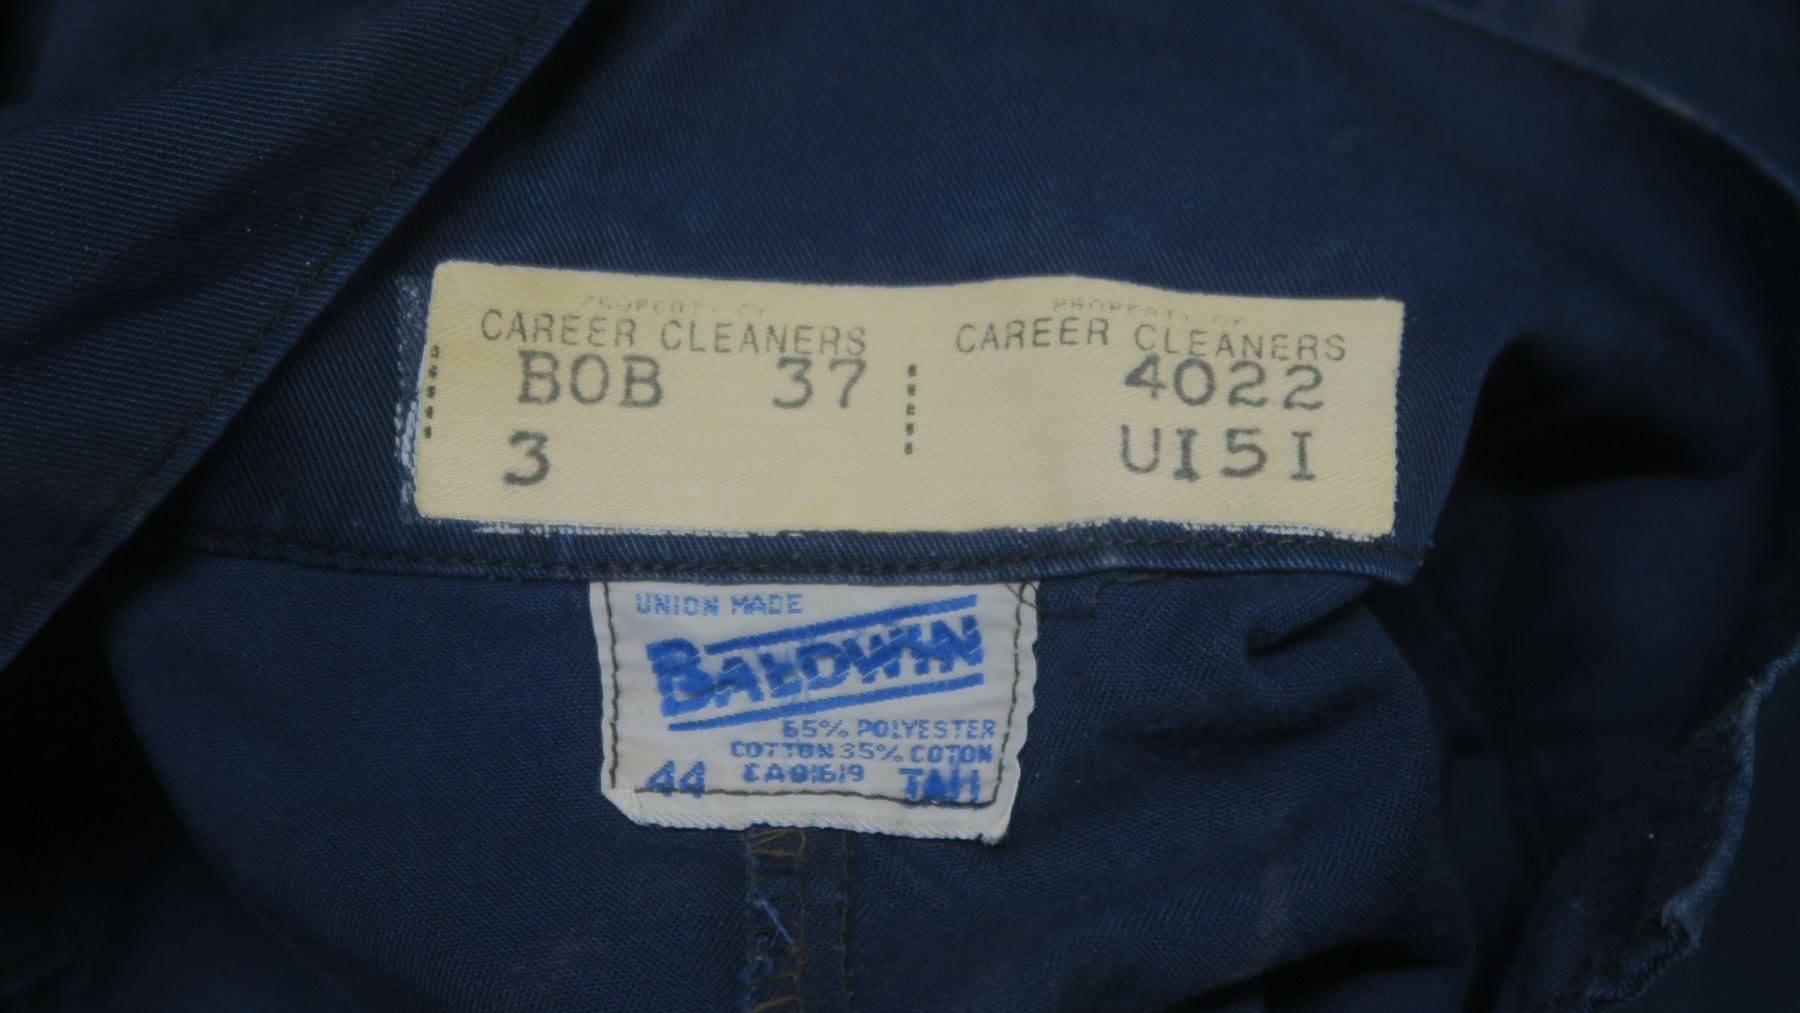 PROPERTY OF
CAREER CLEANERS
BOB 37
3
PROPERTY OF
CAREER CLEANERS
4022
UI5I
UNION MADE
BALDWIN
65% POLYESTER
COTTON 35% COTON
CA01619
44 TALL